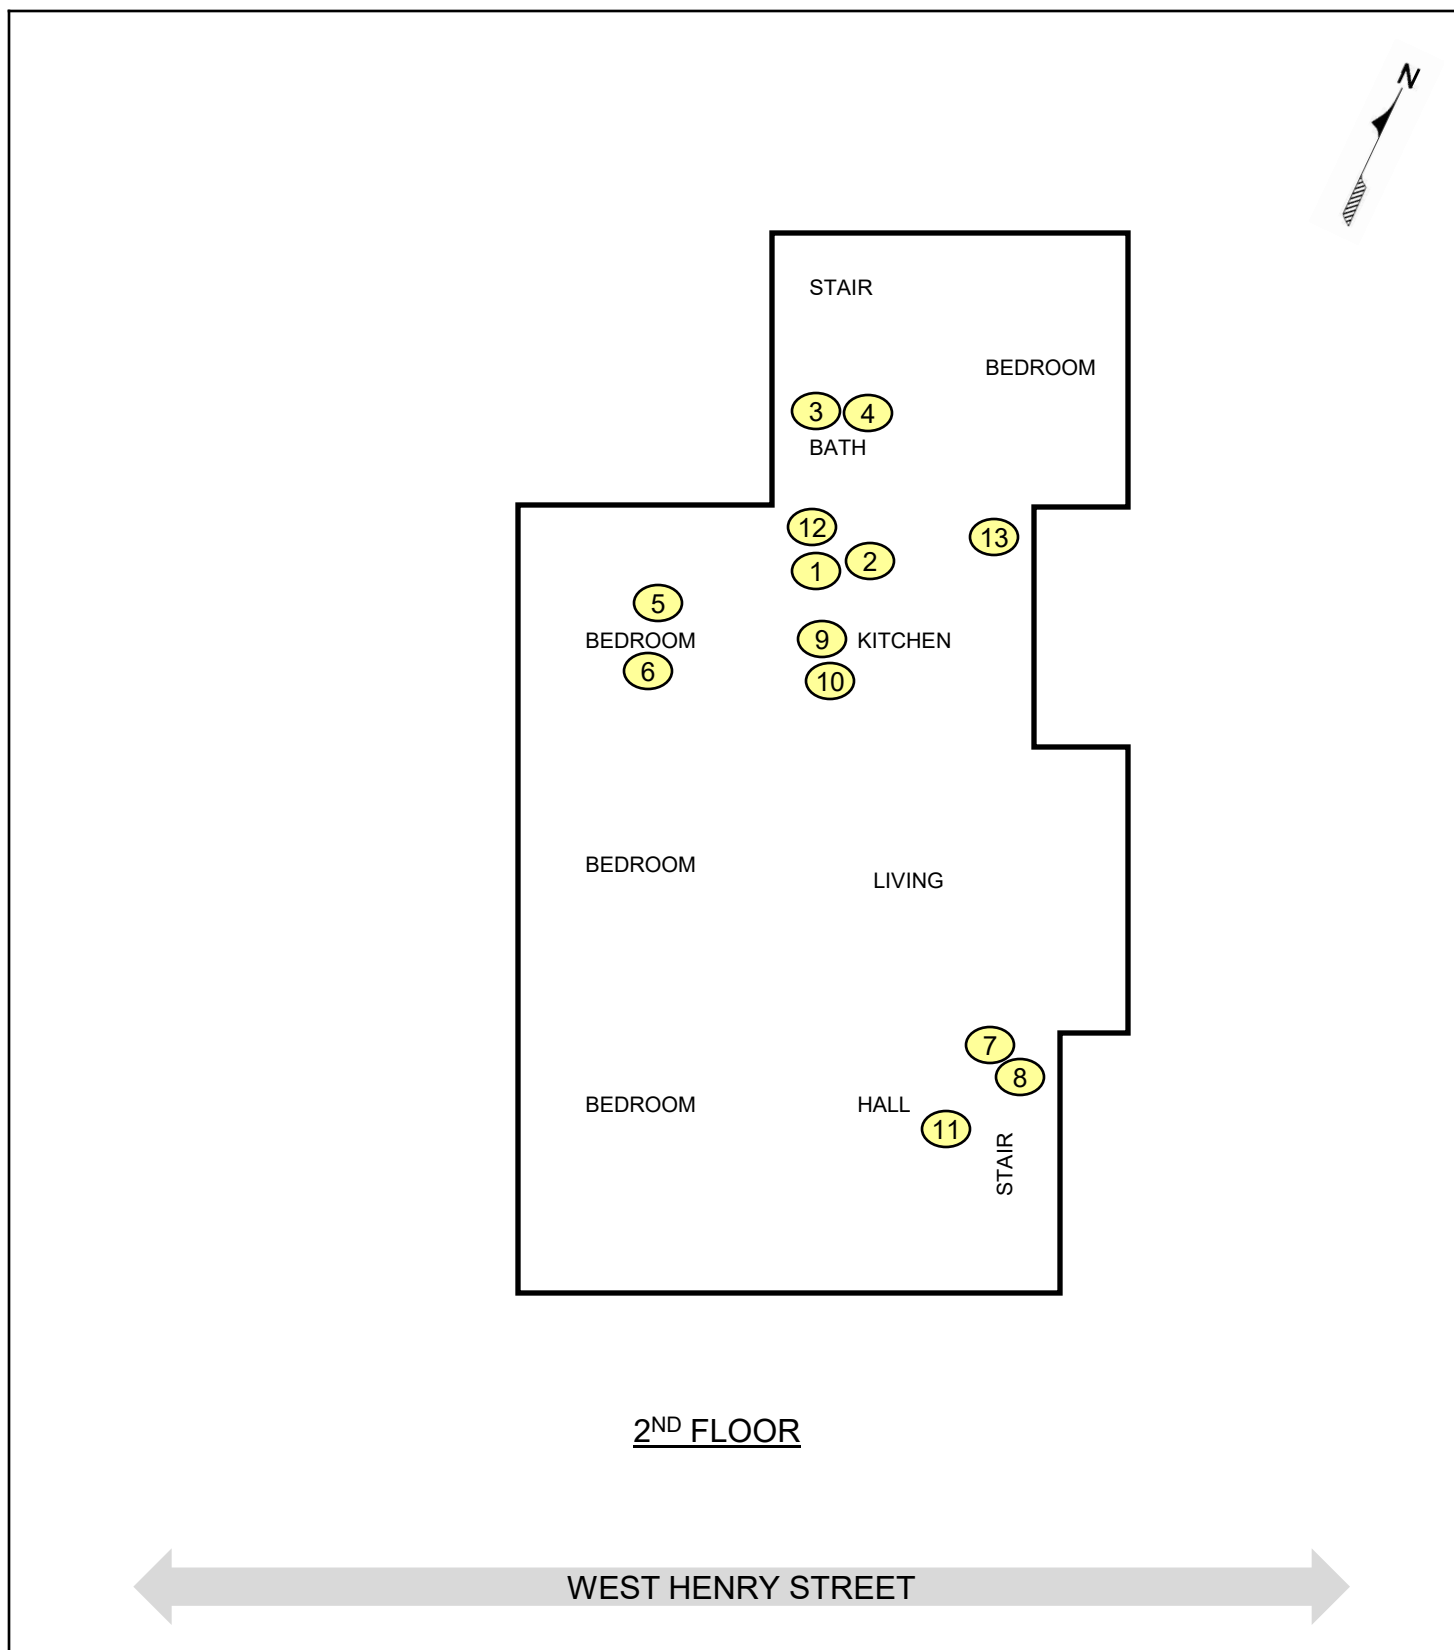 N
STAIR
BEDROOM
3 4
BATH
12
13
2
1
5
BEDROOM
9 KITCHEN
6
10
BEDROOM
LIVING
7
8
BEDROOM
HALL
11
STAIR
2ND FLOOR
WEST HENRY STREET